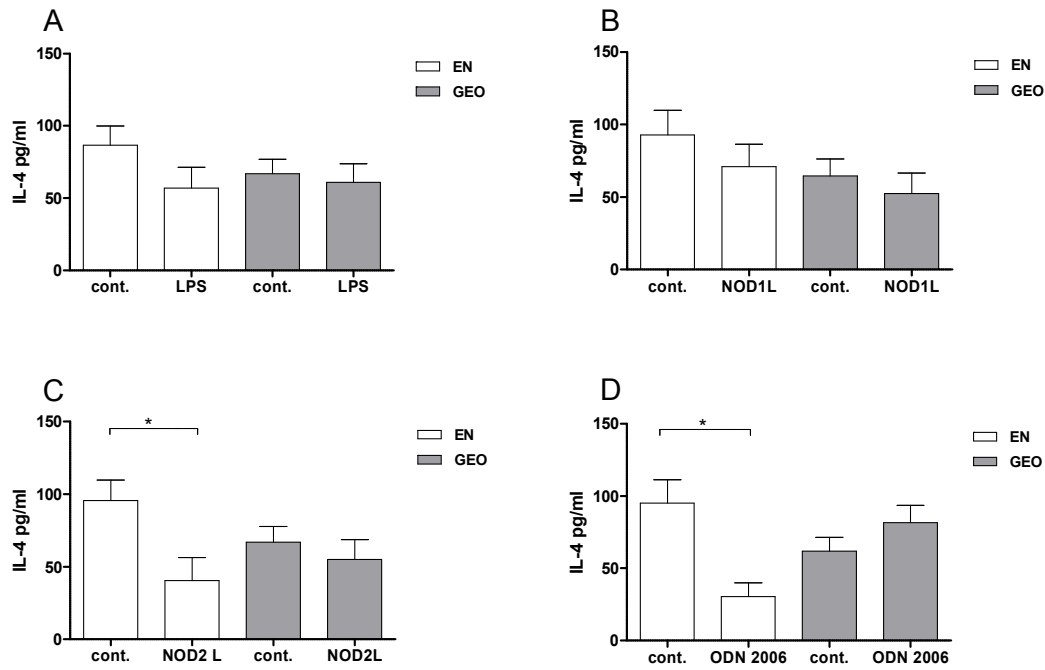 A
150
100
50
0
IL-4 pg/ml
cont. LPS cont. LPS
EN
GEO
B
150
100
50
0
IL-4 pg/ml
cont. NOD1L cont. NOD1L
EN
GEO
C
150
100
50
0
IL-4 pg/ml
*
cont. NOD2 L cont. NOD2L
EN
GEO
D
150
100
50
0
IL-4 pg/ml
*
cont. ODN 2006 cont. ODN 2006
EN
GEO